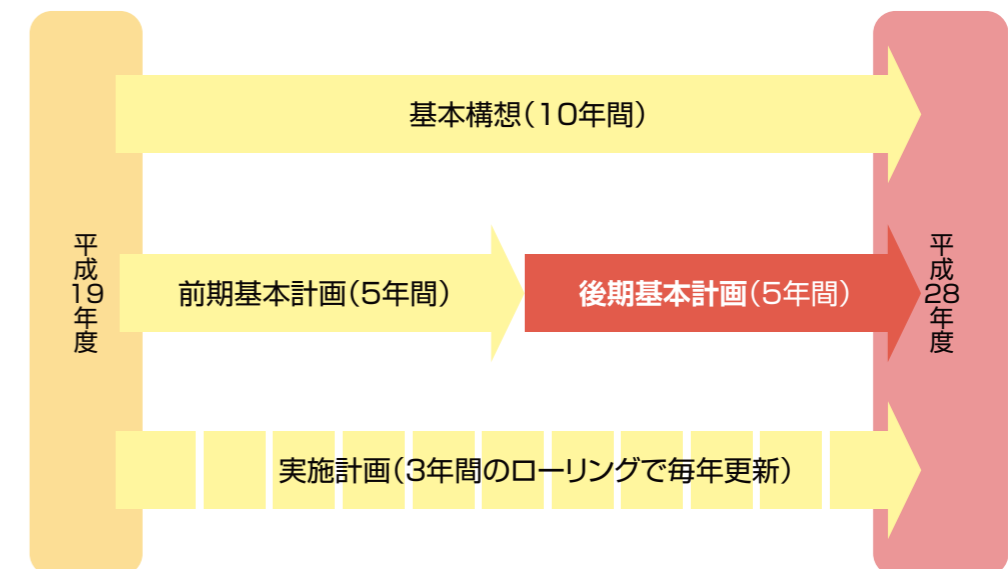 基本構想(10年間)
平成19年度
前期基本計画(5年間)
後期基本計画(5年間)
平成28年度
実施計画(3年間のローリングで毎年更新)